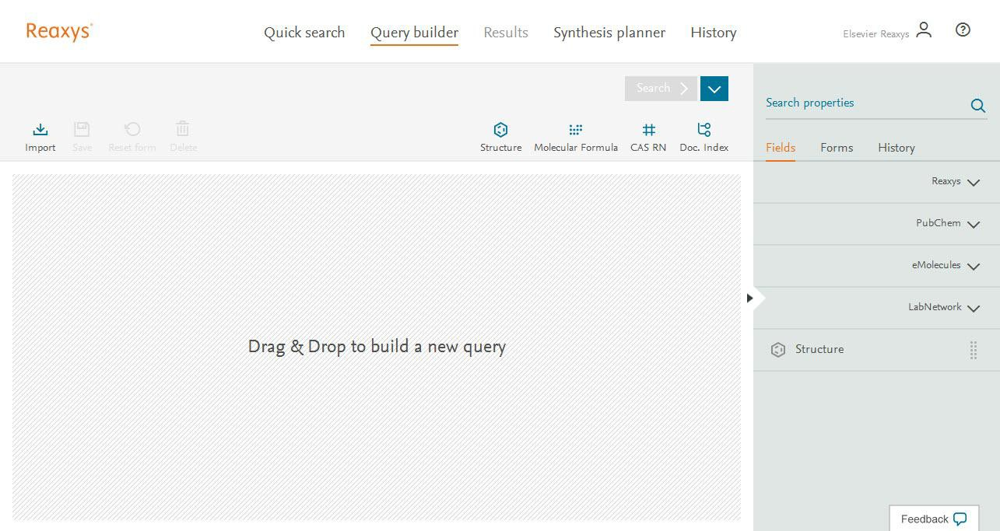 Reaxys®
Quick search Query builder Results Synthesis planner History
Elsevier Reaxys
Search
Import Save Reset form Delete
Structure Molecular Formula CAS RN Doc. Index
Drag & Drop to build a new query
Search properties
Fields Forms History
Reaxys
PubChem
eMolecules
LabNetwork
Structure
Feedback